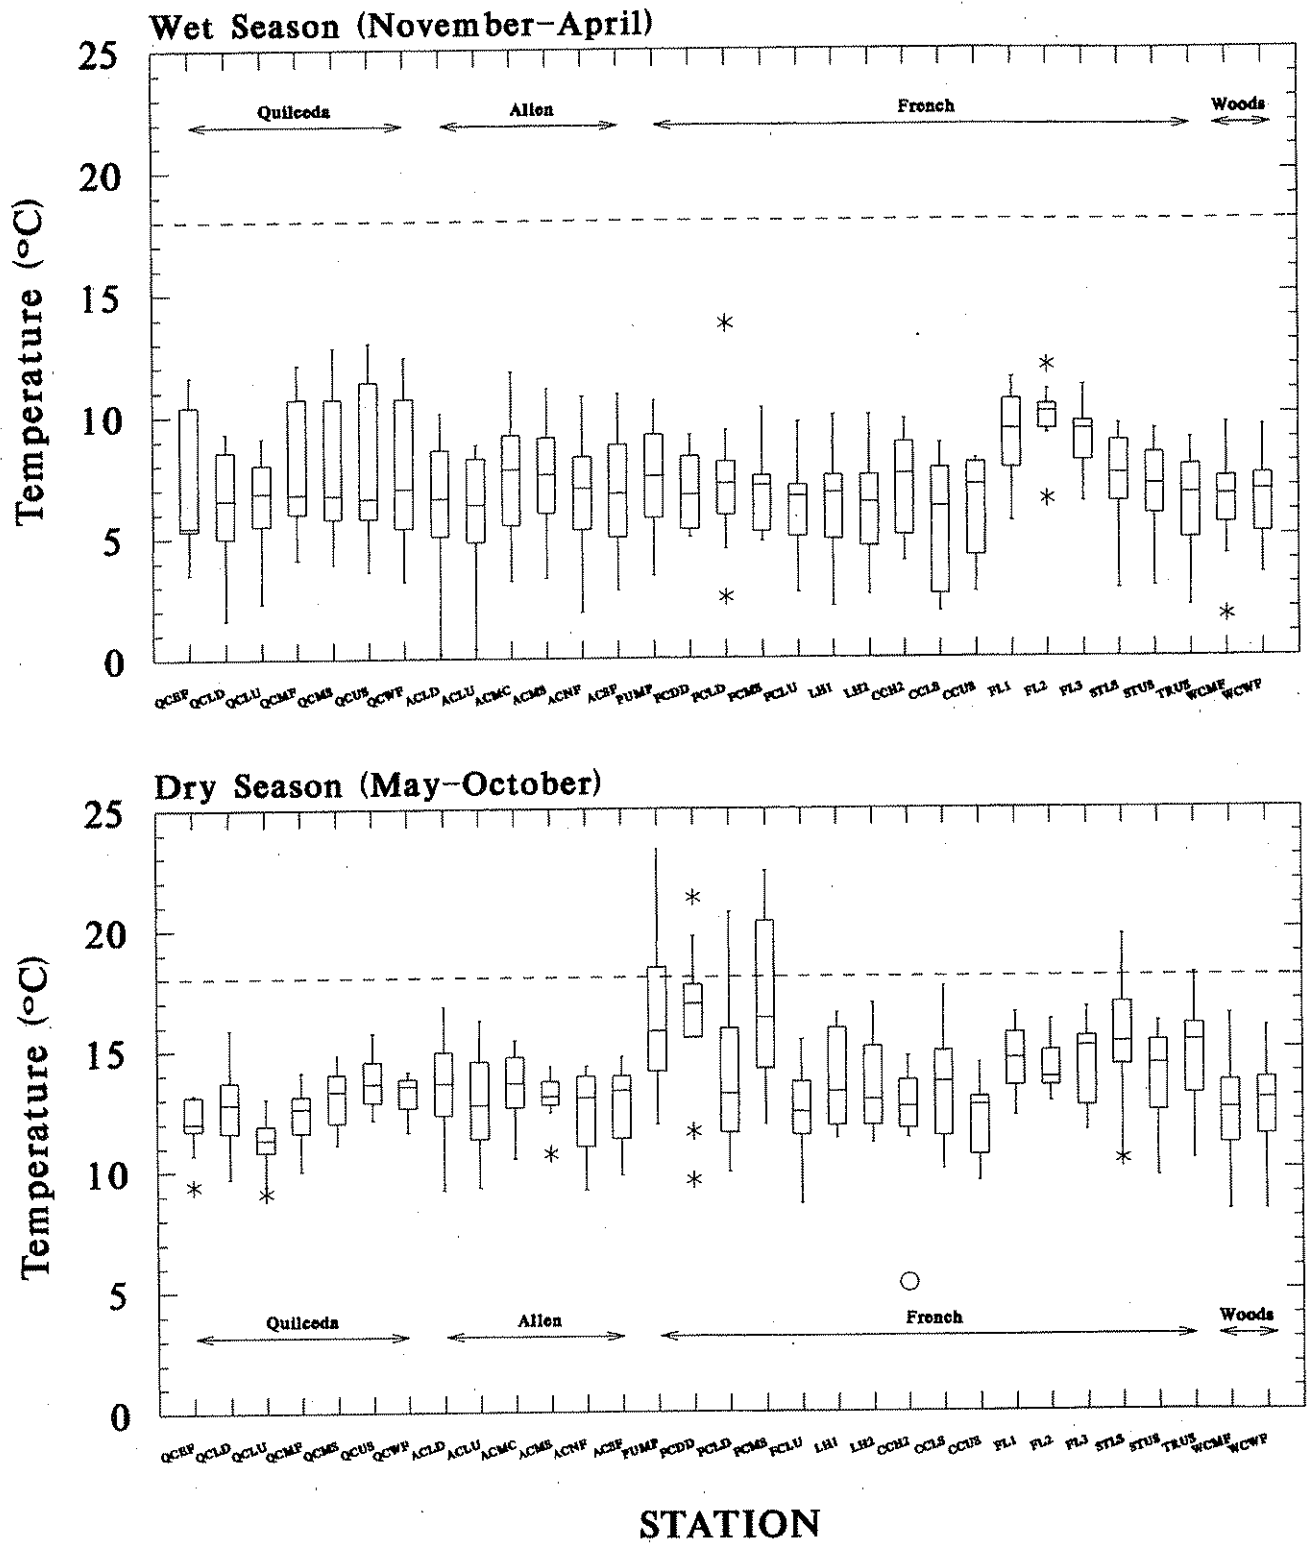 Wet Season (November-April)
25
Quilceda
Allen
French
Woods
20
15
10
5
0
Temperature (°C)
QCEF QCLD QCLU QCMF QCMS QCUS QCWF ACLD ACLU ACMC ACMS ACNF ACSF PUMP FCDD FCLD FCMS FCLU LH1 LH2 CCH2 CCLS CCUS FL1 FL2 FL3 STLS STUS TRUS WCMF WCWF
Dry Season (May-October)
25
20
15
10
5
Quilceda
Allen
French
Woods
0
Temperature (°C)
QCEF QCLD QCLU QCMF QCMS QCUS QCWF ACLD ACLU ACMC ACMS ACNF ACSF PUMP FCDD FCLD FCMS FCLU LH1 LH2 CCH2 CCLS CCUS FL1 FL2 FL3 STLS STUS TRUS WCMF WCWF
STATION